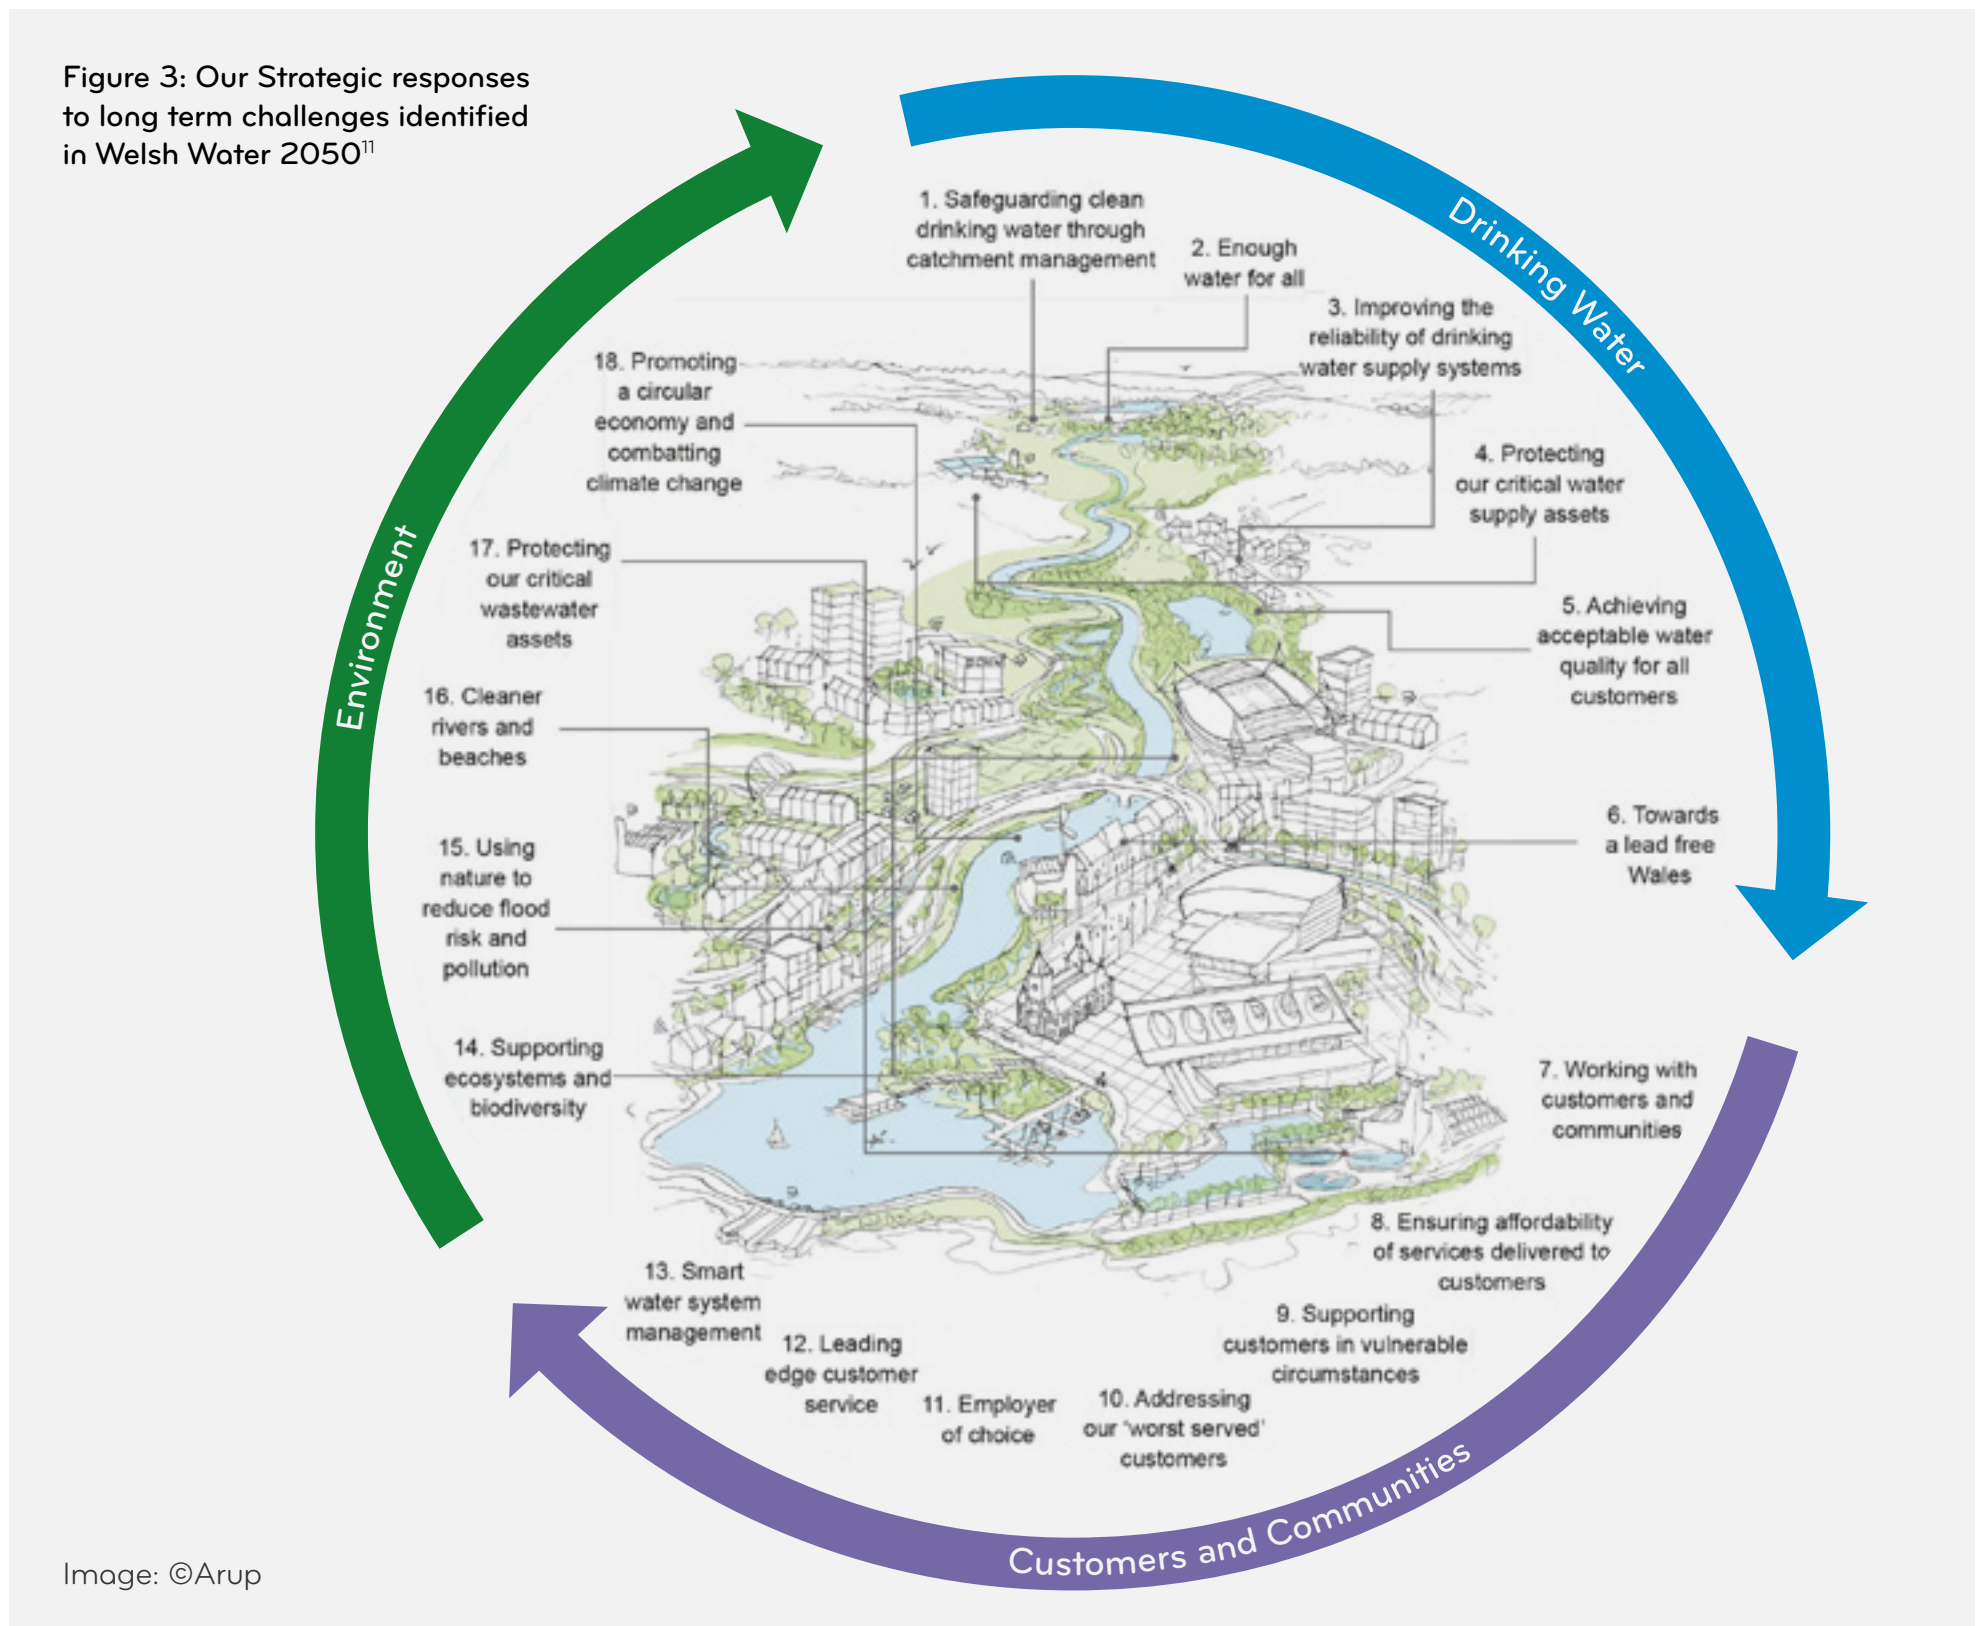 Figure 3: Our Strategic responses
to long term challenges identified
in Welsh Water 2050¹¹
Drinking Water
1. Safeguarding clean
drinking water through
catchment management
2. Enough
water for all
3. Improving the
reliability of drinking
water supply systems
4. Protecting
our critical water
supply assets
5. Achieving
acceptable water
quality for all
customers
6. Towards
a lead free
Wales
7. Working with
customers and
communities
8. Ensuring affordability
of services delivered to
customers
9. Supporting
customers in vulnerable
circumstances
10. Addressing
our 'worst served'
customers
11. Employer
of choice
12. Leading
edge customer
service
13. Smart
water system
management
Customers and Communities
14. Supporting
ecosystems and
biodiversity
15. Using
nature to
reduce flood
risk and
pollution
16. Cleaner
rivers and
beaches
17. Protecting
our critical
wastewater
assets
18. Promoting
a circular
economy and
combatting
climate change
Environment
Image: ©Arup